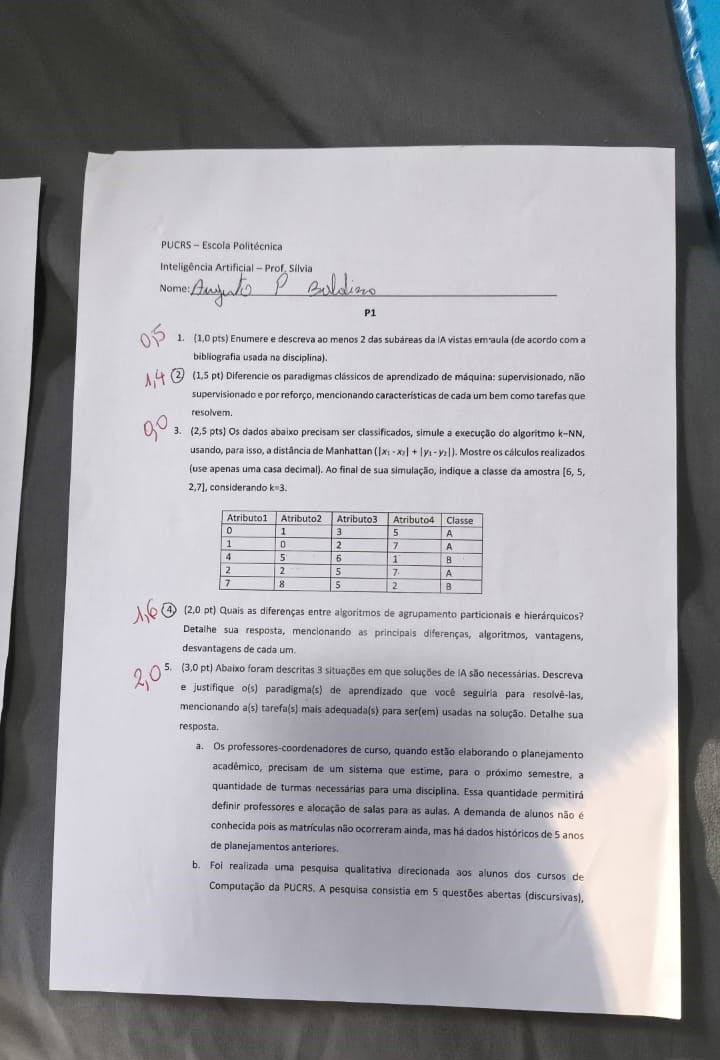 PUCRS – Escola Politécnica
Inteligência Artificial – Prof. Sílvia
Nome: Augusto P Baldino
P1
0,5 1. (1,0 pts) Enumere e descreva ao menos 2 das subáreas da IA vistas em aula (de acordo com a
bibliografia usada na disciplina).
1,4 2 (1,5 pt) Diferencie os paradigmas clássicos de aprendizado de máquina: supervisionado, não
supervisionado e por reforço, mencionando características de cada um bem como tarefas que
resolvem.
0,0 3. (2,5 pts) Os dados abaixo precisam ser classificados, simule a execução do algoritmo k-NN,
usando, para isso, a distância de Manhattan (|x₁ - x₂| + |y₁ - y₂|). Mostre os cálculos realizados
(use apenas uma casa decimal). Ao final de sua simulação, indique a classe da amostra [6, 5,
2,7], considerando k=3.
Atributo1 Atributo2 Atributo3 Atributo4 Classe
0 1 3 5 A
1 0 2 7 A
4 5 6 1 B
2 2 5 7 A
7 8 5 2 B
1,6 4 (2,0 pt) Quais as diferenças entre algoritmos de agrupamento particionais e hierárquicos?
Detalhe sua resposta, mencionando as principais diferenças, algoritmos, vantagens,
desvantagens de cada um.
2,0 5. (3,0 pt) Abaixo foram descritas 3 situações em que soluções de IA são necessárias. Descreva
e justifique o(s) paradigma(s) de aprendizado que você seguiria para resolvê-las,
mencionando a(s) tarefa(s) mais adequada(s) para ser(em) usadas na solução. Detalhe sua
resposta.
a. Os professores-coordenadores de curso, quando estão elaborando o planejamento
acadêmico, precisam de um sistema que estime, para o próximo semestre, a
quantidade de turmas necessárias para uma disciplina. Essa quantidade permitirá
definir professores e alocação de salas para as aulas. A demanda de alunos não é
conhecida pois as matrículas não ocorreram ainda, mas há dados históricos de 5 anos
de planejamentos anteriores.
b. Foi realizada uma pesquisa qualitativa direcionada aos alunos dos cursos de
Computação da PUCRS. A pesquisa consistia em 5 questões abertas (discursivas),